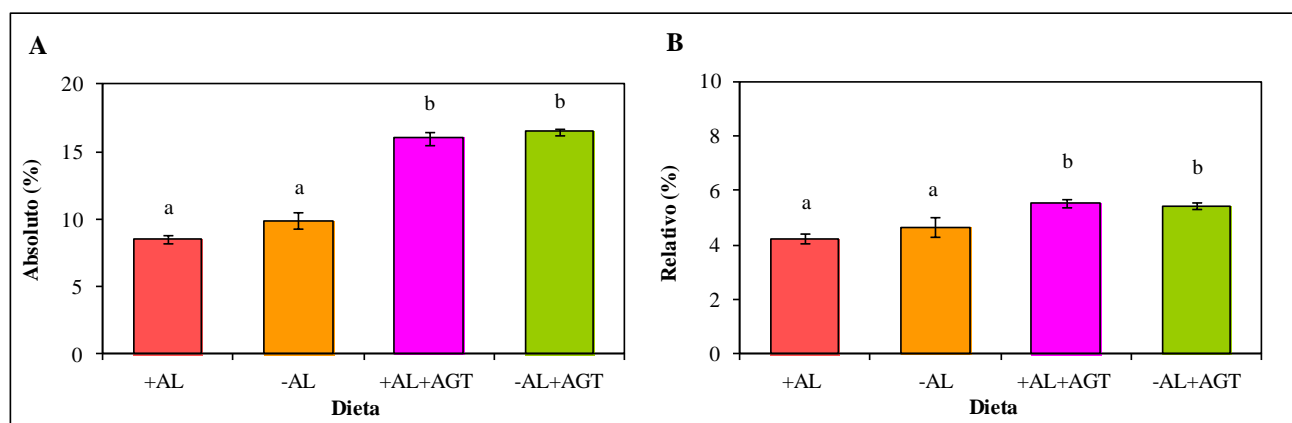 A
Absoluto (%)
20
15
10
5
0
a
a
b
b
+AL
-AL
+AL+AGT
-AL+AGT
Dieta
B
Relativo (%)
10
8
6
4
2
0
a
a
b
b
+AL
-AL
+AL+AGT
-AL+AGT
Dieta